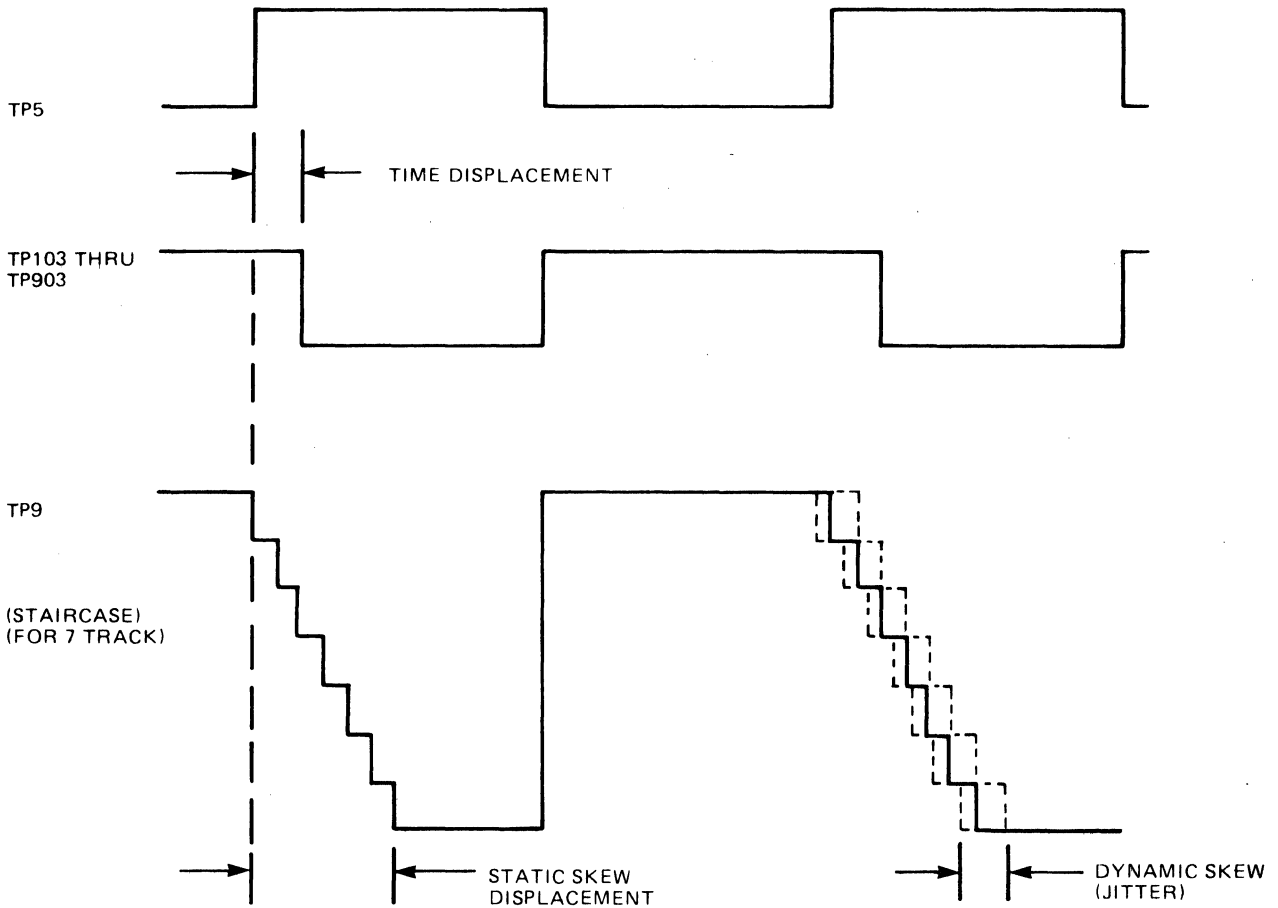 TP5
TIME DISPLACEMENT
TP103 THRU
TP903
TP9
(STAIRCASE)
(FOR 7 TRACK)
STATIC SKEW
DISPLACEMENT
DYNAMIC SKEW
(JITTER)